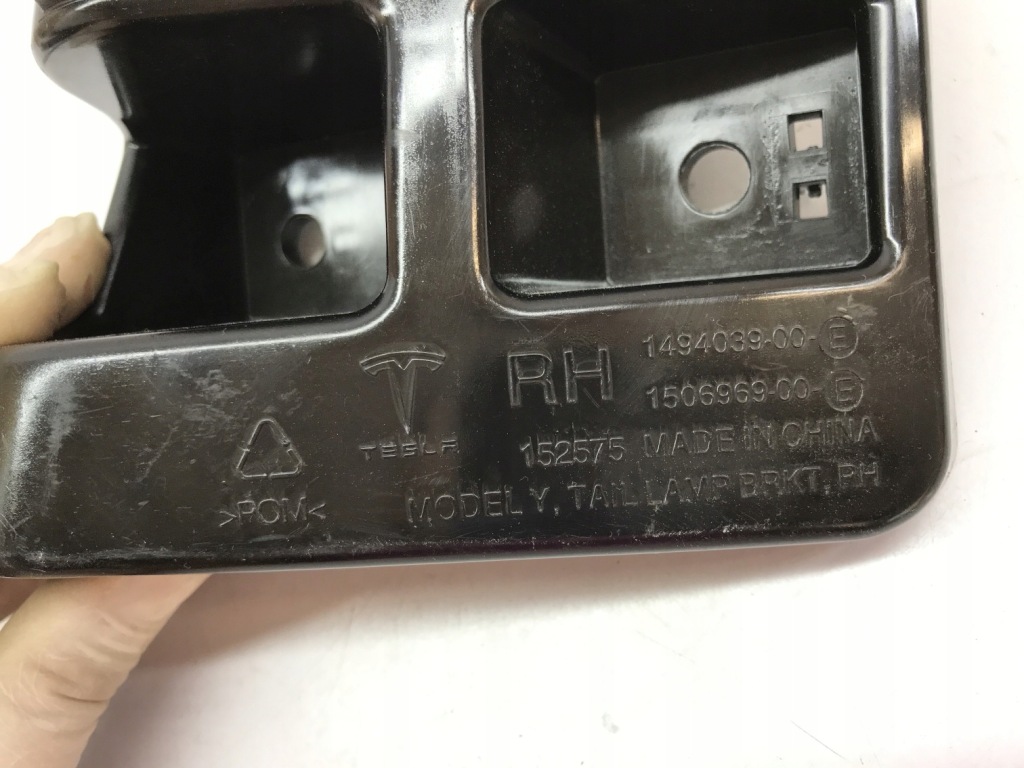 RH
1494039-00-E
1506969-00-E
TESLA
152575 MADE IN CHINA
>POM<
MODEL Y, TAIL LAMP BRKT, RH